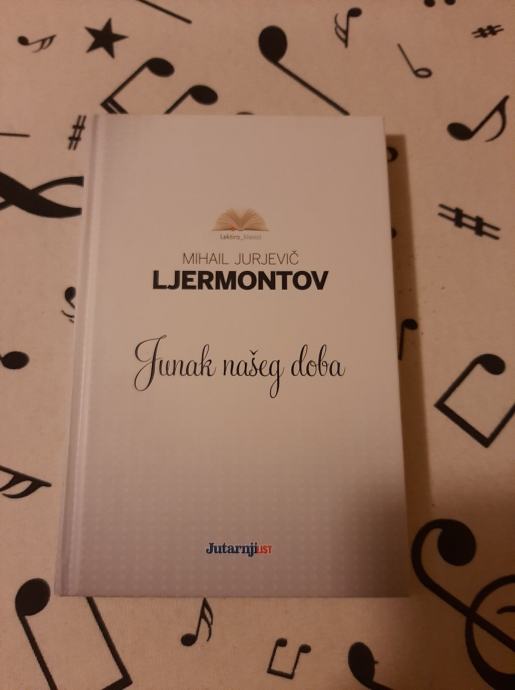 Lektira_klasici
MIHAIL JURJEVIČ
LJERMONTOV
Junak našeg doba
Jutarnji LIST